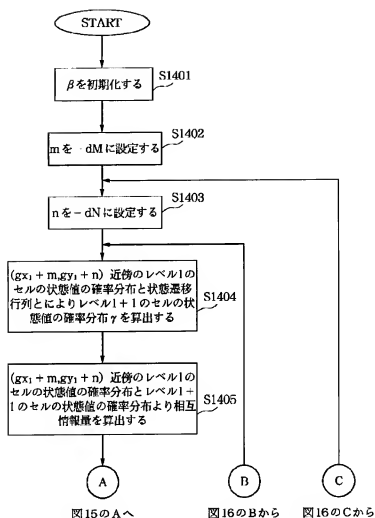 START
βを初期化する
S1401
mを-dMに設定する
S1402
nを-dNに設定する
S1403
(gx₁+m,gy₁+n) 近傍のレベル1の
セルの状態値の確率分布と状態遷移
行列とによりレベル1+1のセルの状
態値の確率分布γを算出する
S1404
(gx₁+m,gy₁+n) 近傍のレベル1の
セルの状態値の確率分布とレベル1+
1のセルの状態値の確率分布より相互
情報量を算出する
S1405
A
B
C
図15のAへ
図16のBから
図16のCから